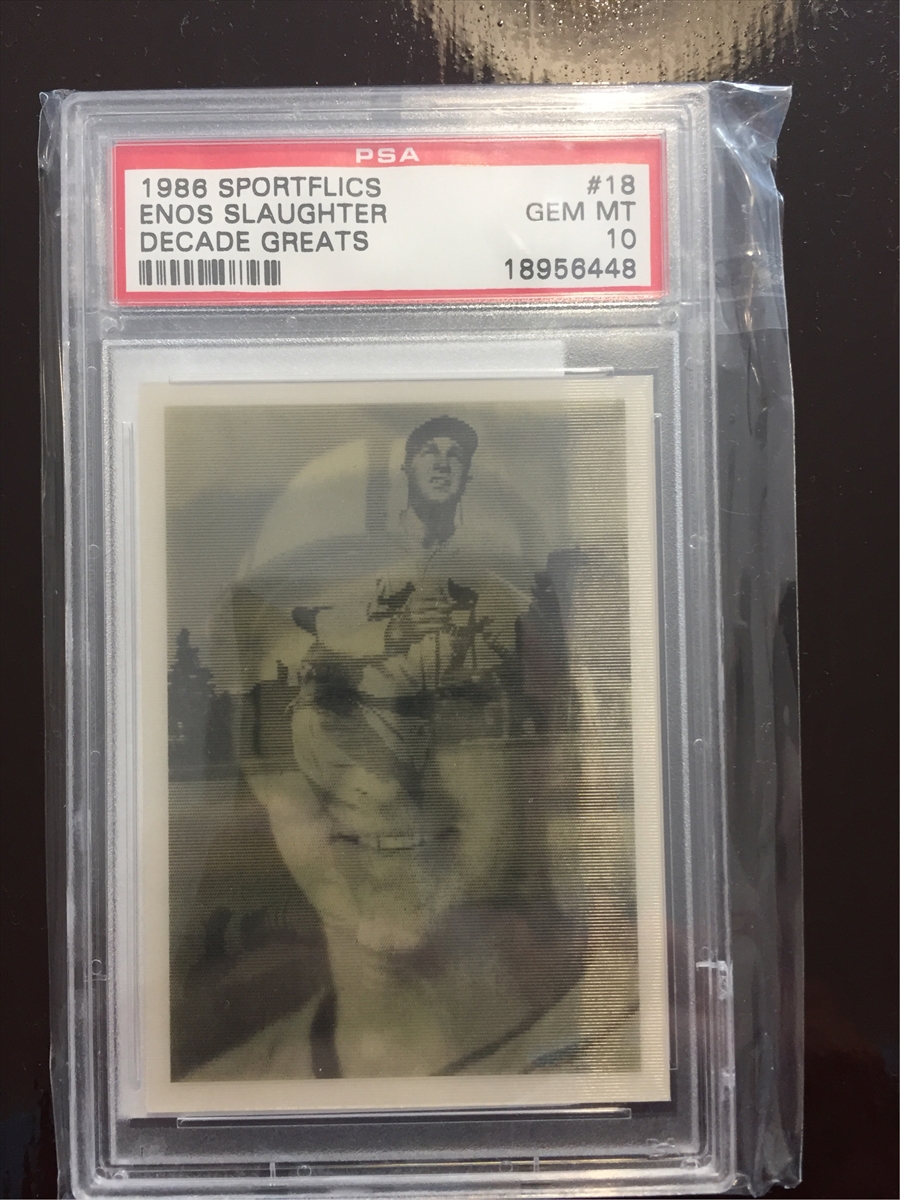 PSA
1986 SPORTFLICS #18
ENOS SLAUGHTER GEM MT
DECADE GREATS 10
18956448